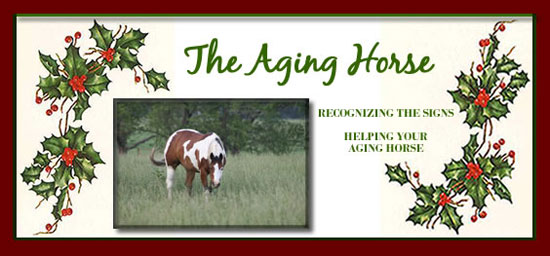 The Aging Horse
RECOGNIZING THE SIGNS
HELPING YOUR
AGING HORSE